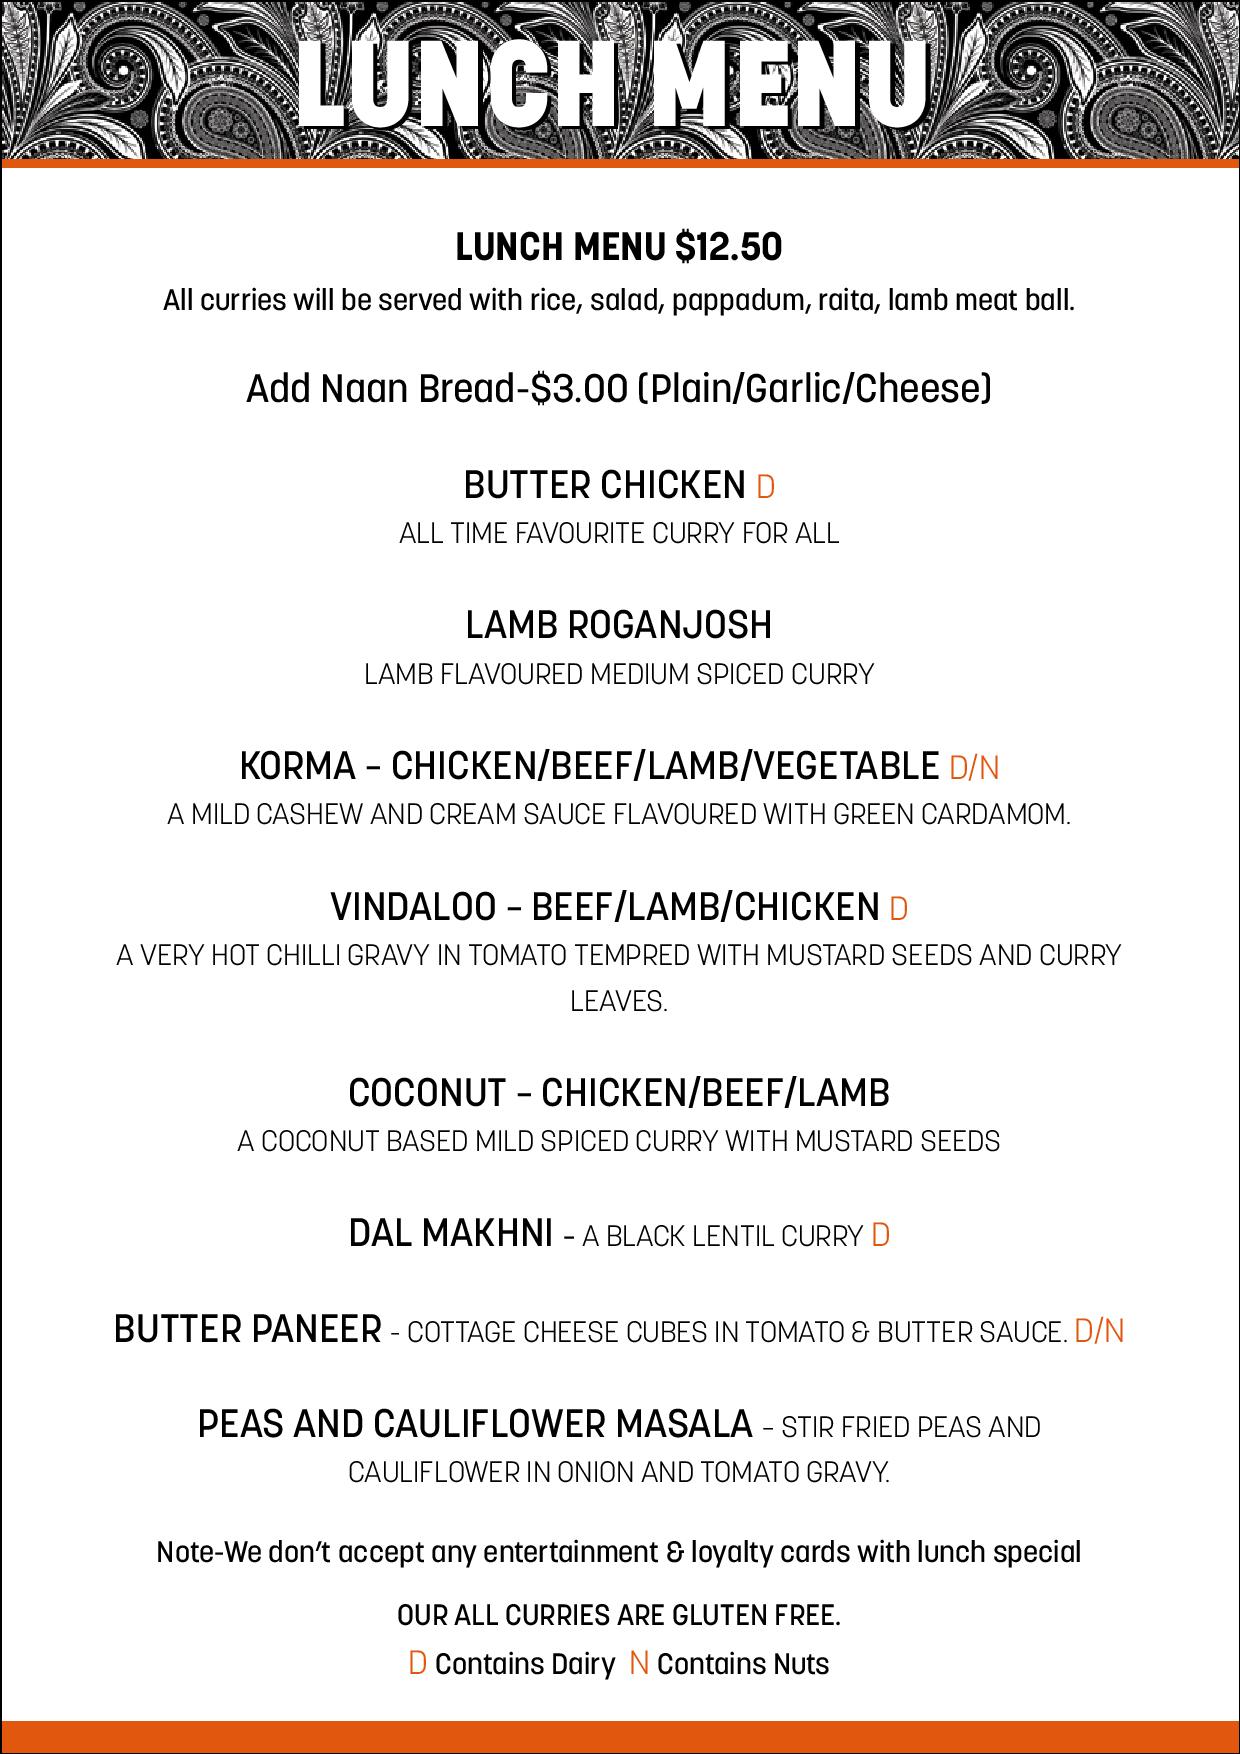 LUNCH MENU
LUNCH MENU $12.50
All curries will be served with rice, salad, pappadum, raita, lamb meat ball.
Add Naan Bread-$3.00 (Plain/Garlic/Cheese)
BUTTER CHICKEN D
ALL TIME FAVOURITE CURRY FOR ALL
LAMB ROGANJOSH
LAMB FLAVOURED MEDIUM SPICED CURRY
KORMA – CHICKEN/BEEF/LAMB/VEGETABLE D/N
A MILD CASHEW AND CREAM SAUCE FLAVOURED WITH GREEN CARDAMOM.
VINDALOO – BEEF/LAMB/CHICKEN D
A VERY HOT CHILLI GRAVY IN TOMATO TEMPRED WITH MUSTARD SEEDS AND CURRY
LEAVES.
COCONUT – CHICKEN/BEEF/LAMB
A COCONUT BASED MILD SPICED CURRY WITH MUSTARD SEEDS
DAL MAKHNI – A BLACK LENTIL CURRY D
BUTTER PANEER - COTTAGE CHEESE CUBES IN TOMATO & BUTTER SAUCE. D/N
PEAS AND CAULIFLOWER MASALA – STIR FRIED PEAS AND
CAULIFLOWER IN ONION AND TOMATO GRAVY.
Note-We don’t accept any entertainment & loyalty cards with lunch special
OUR ALL CURRIES ARE GLUTEN FREE.
D Contains Dairy N Contains Nuts